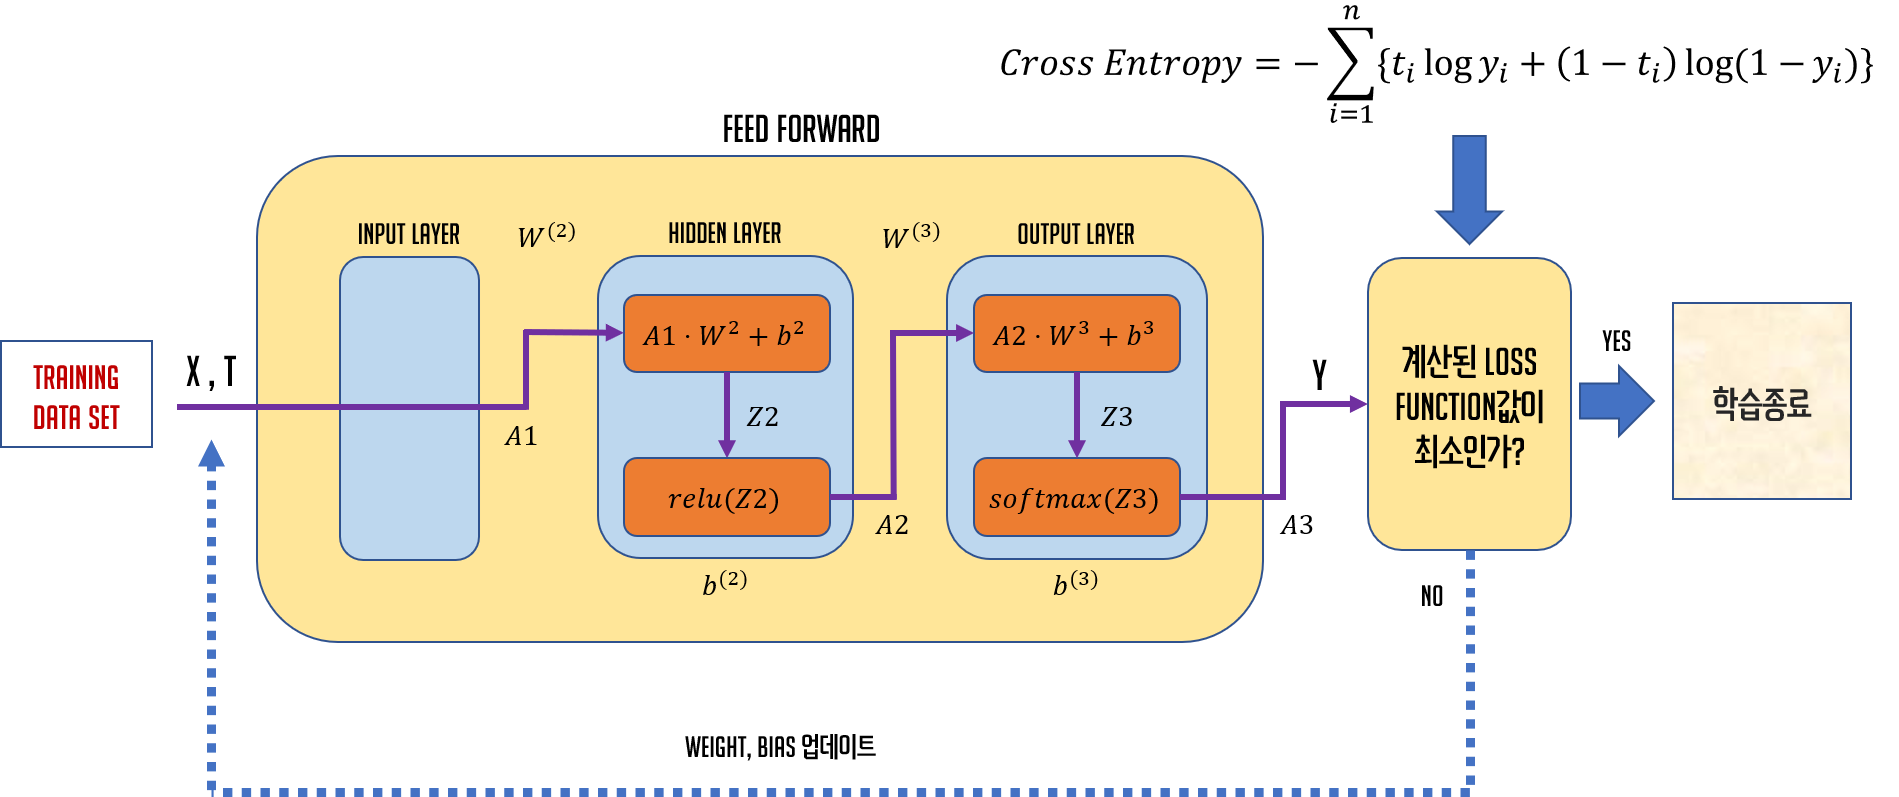 Cross Entropy = − ∑_{i=1}^{n} {t_i log y_i + (1 − t_i) log(1 − y_i)}
FEED FORWARD
INPUT LAYER
W^(2)
HIDDEN LAYER
W^(3)
OUTPUT LAYER
TRAINING
DATA SET
X , T
A1
A1 · W^2 + b^2
Z2
relu(Z2)
b^(2)
A2
A2 · W^3 + b^3
Z3
softmax(Z3)
b^(3)
A3
Y
계산된 LOSS
FUNCTION값이
최소인가?
YES
학습종료
NO
WEIGHT, BIAS 업데이트